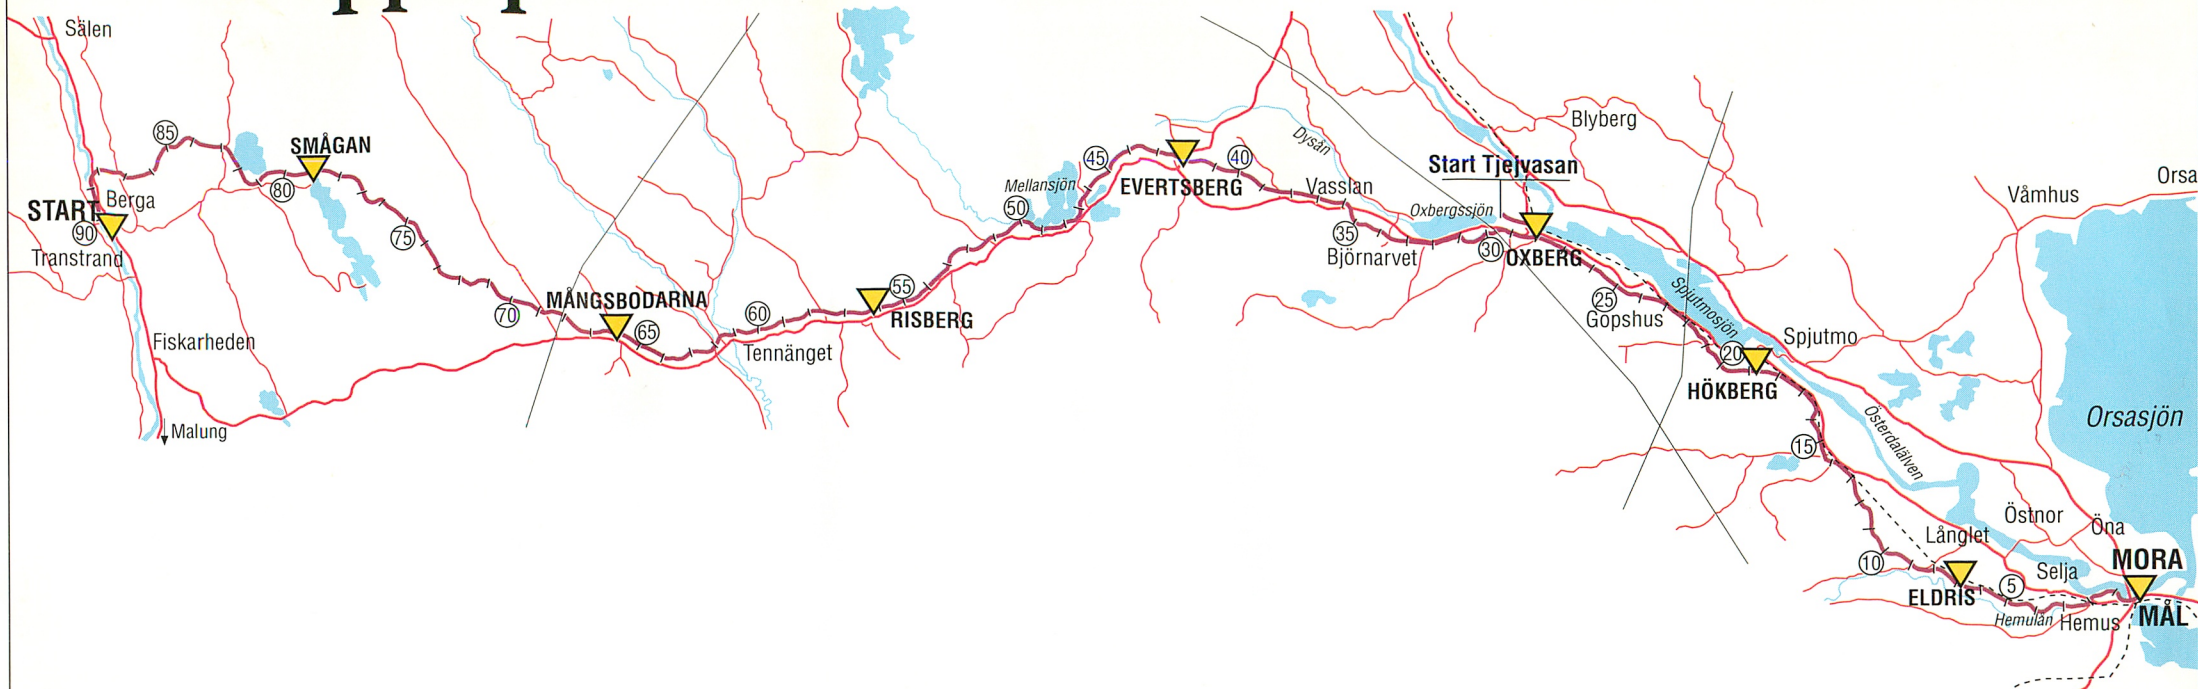 Sälen
85
SMÅGAN
80
START
Berga
90
Transtrand
75
Fiskarheden
Malung
70
MÅNGSBODARNA
65
60
Tennänget
55
RISBERG
Mellansjön
50
45
EVERTSBERG
40
Dysån
Vasslan
35
Björnarvet
Oxbergssjön
30
Start Tjejvasan
OXBERG
Blyberg
25
Gopshus
Spjutmosjön
20
HÖKBERG
Spjutmo
15
Österdalälven
Våmhus
Orsa
Orsasjön
10
Långlet
ELDRIS
5
Östnor
Öna
Selja
Hemulån
Hemus
MORA
MÅL